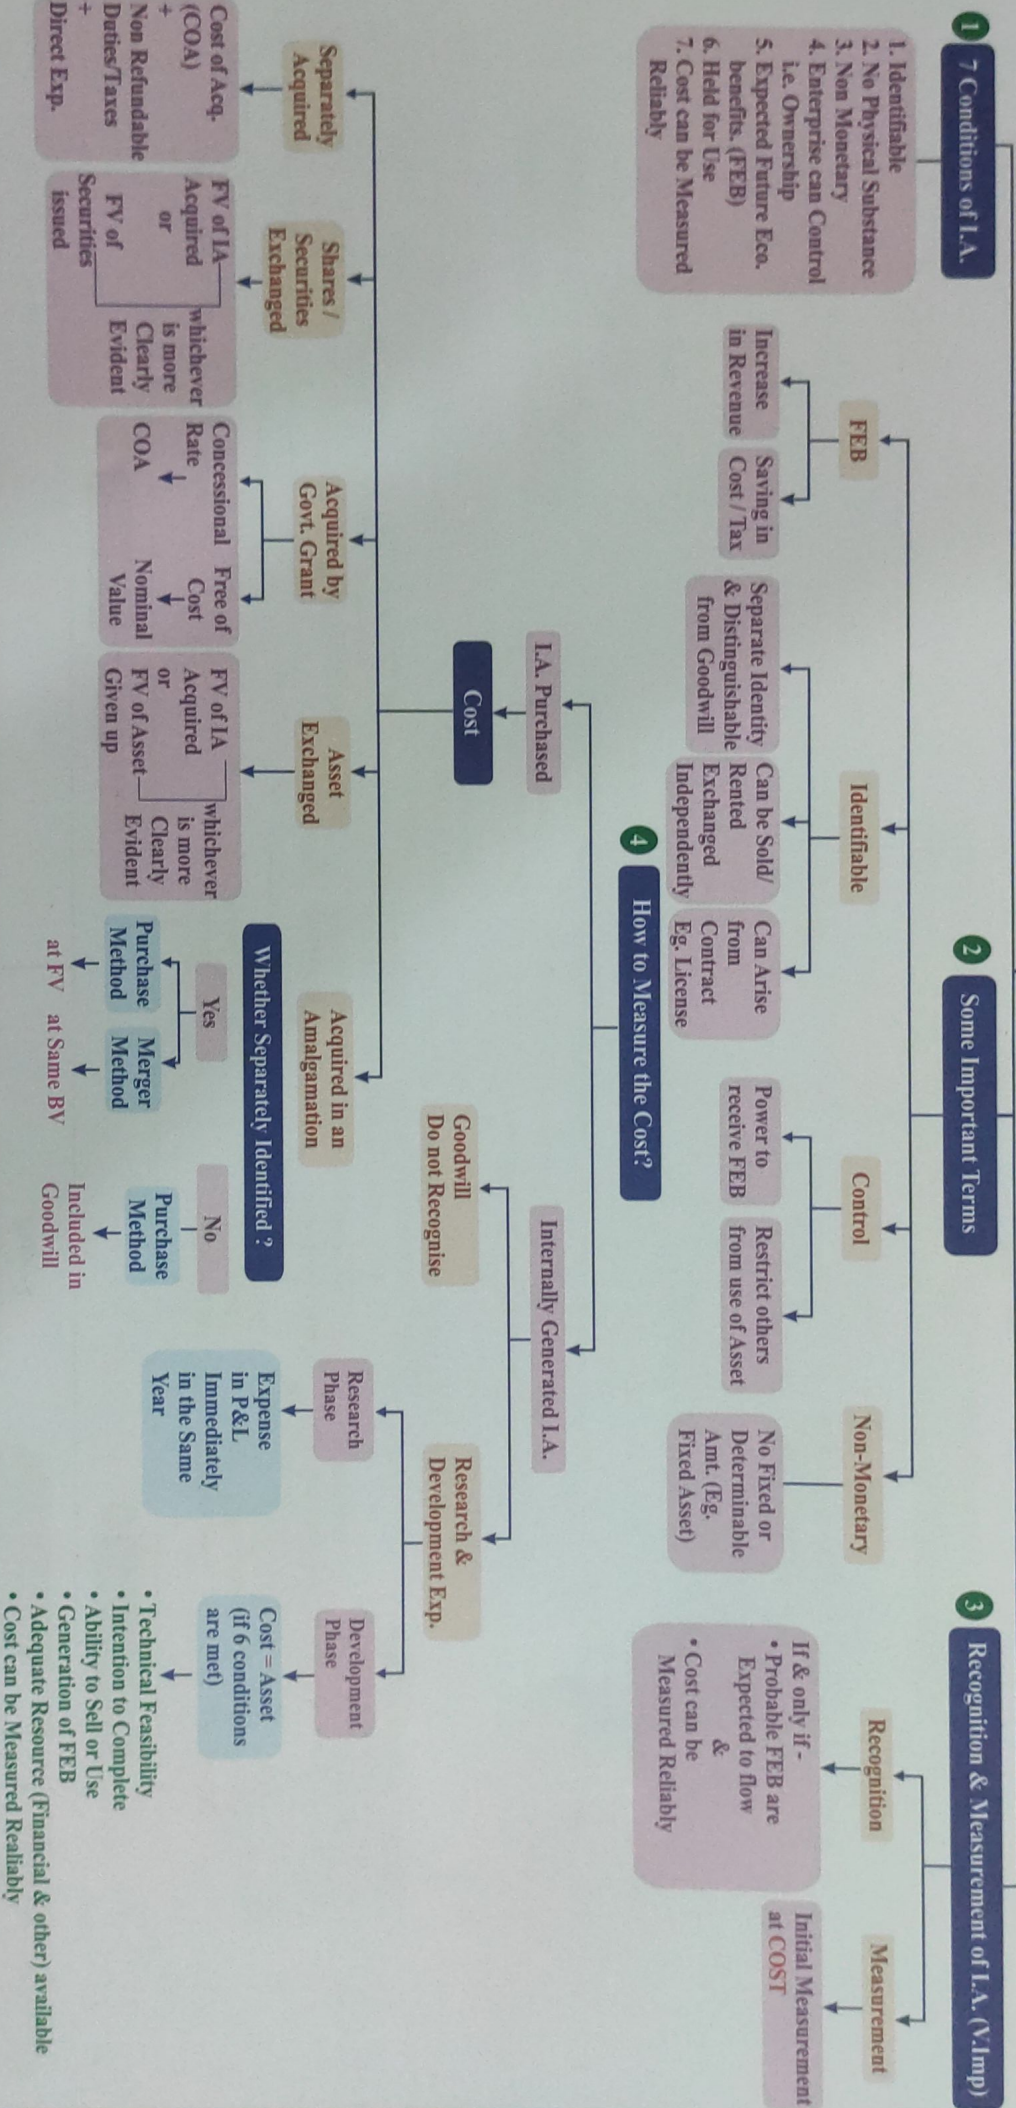 1 7 Conditions of I.A.
1. Identifiable
2. No Physical Substance
3. Non Monetary
4. Enterprise can Control
i.e. Ownership
5. Expected Future Eco.
benefits. (FEB)
6. Held for Use
7. Cost can be Measured
Reliably
2 Some Important Terms
FEB
Increase
in Revenue
Saving in
Cost / Tax
Identifiable
Separate Identity
& Distinguishable
from Goodwill
Can be Sold/
Rented
Exchanged
Independently
Can Arise
from
Contract
Eg. License
Control
Power to
receive FEB
Restrict others
from use of Asset
Non-Monetary
No Fixed or
Determinable
Amt. (Eg.
Fixed Asset)
3 Recognition & Measurement of I.A. (V.Imp)
Recognition
If & only if -
• Probable FEB are
Expected to flow
&
• Cost can be
Measured Reliably
Measurement
Initial Measurement
at COST
4 How to Measure the Cost?
I.A. Purchased
Cost
Separately
Acquired
Cost of Acq.
(COA)
+
Non Refundable
Duties/Taxes
+
Direct Exp.
Shares /
Securities
Exchanged
FV of IA
Acquired
or
FV of
Securities
issued
whichever
is more
Clearly
Evident
Acquired by
Govt. Grant
Concessional
Rate
COA
Free of
Cost
Nominal
Value
Asset
Exchanged
FV of IA
Acquired
or
FV of Asset
Given up
whichever
is more
Clearly
Evident
Acquired in an
Amalgamation
Whether Separately Identified ?
Yes
Purchase
Method
at FV
Merger
Method
at Same BV
No
Purchase
Method
Included in
Goodwill
Internally Generated I.A.
Goodwill
Do not Recognise
Research &
Development Exp.
Research
Phase
Expense
in P&L
Immediately
in the Same
Year
Development
Phase
Cost = Asset
(if 6 conditions
are met)
• Technical Feasibility
• Intention to Complete
• Ability to Sell or Use
• Generation of FEB
• Adequate Resource (Financial & other) available
• Cost can be Measured Realiably